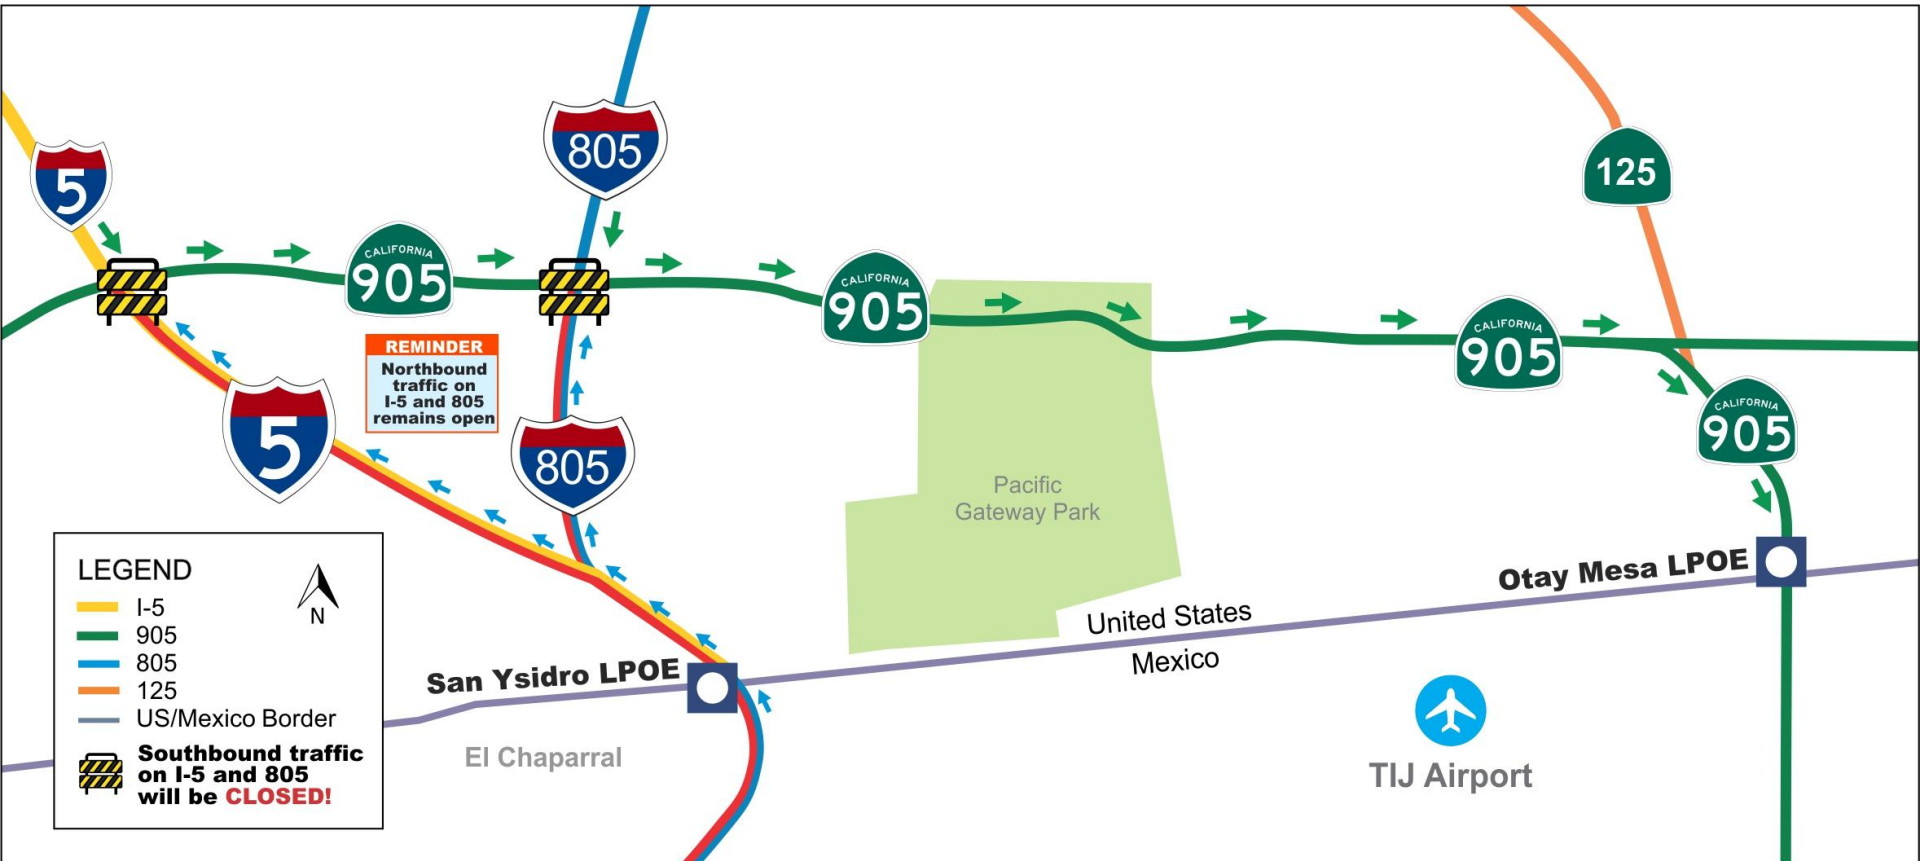 805
5
125
CALIFORNIA
905
CALIFORNIA
905
CALIFORNIA
905
REMINDER
Northbound
traffic on
I-5 and 805
remains open
CALIFORNIA
905
5
805
Pacific
Gateway Park
Otay Mesa LPOE
United States
Mexico
San Ysidro LPOE
El Chaparral
TIJ Airport
LEGEND
N
I-5
905
805
125
US/Mexico Border
Southbound traffic
on I-5 and 805
will be CLOSED!